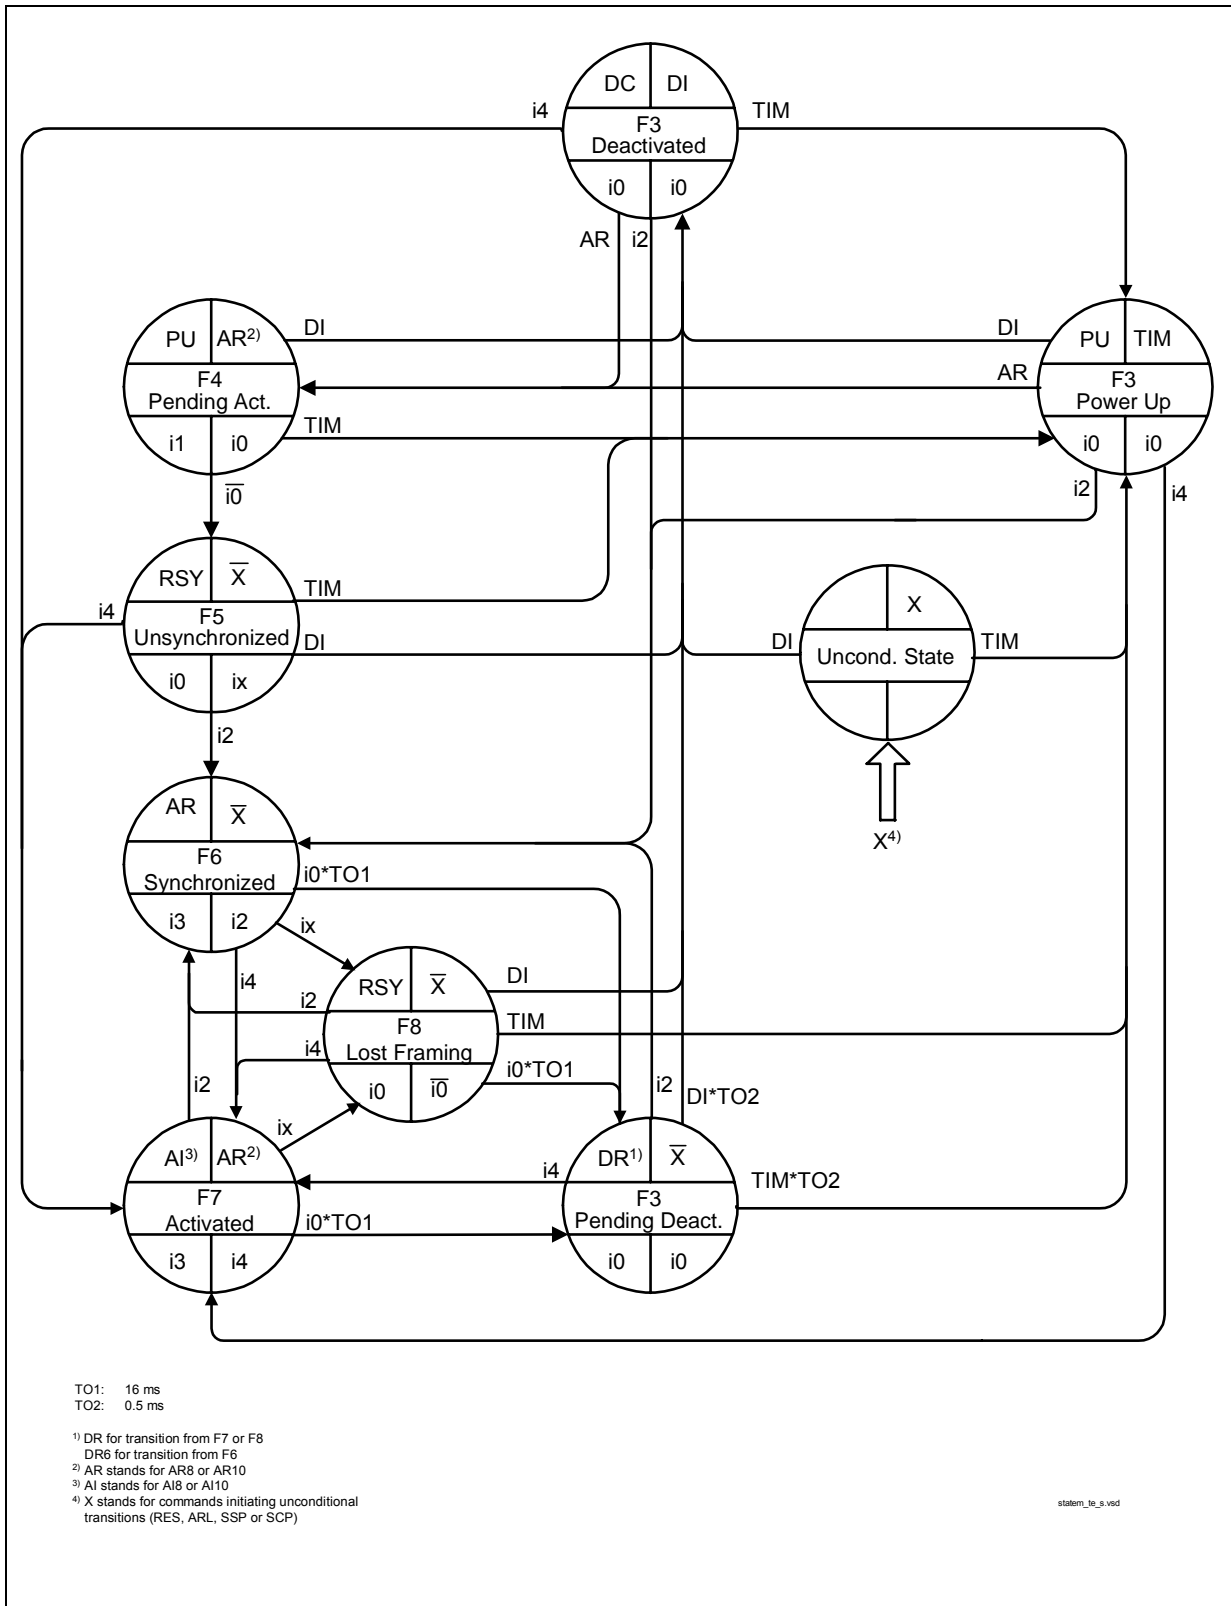 DC DI
i4 TIM
F3
Deactivated
i0 i0
AR i2
PU AR2)
DI
DI
PU TIM
F4
Pending Act.
AR
F3
Power Up
i1 i0
TIM
i0 i0
i0
i2
i4
RSY X
TIM
X
i4
F5
Unsynchronized
DI
DI
Uncond. State
TIM
i0 ix
i2
AR X
X4)
F6
Synchronized
i0*TO1
i3 i2
ix
i4
RSY X
DI
i2
TIM
F8
Lost Framing
i4
i0*TO1
i0 i0
i2
i2
DI*TO2
ix
AI3) AR2)
DR1) X
i4
TIM*TO2
F7
Activated
F3
Pending Deact.
i0*TO1
i3 i4
i0 i0
TO1: 16 ms
TO2: 0.5 ms
1) DR for transition from F7 or F8
DR6 for transition from F6
2) AR stands for AR8 or AR10
3) AI stands for AI8 or AI10
4) X stands for commands initiating unconditional
transitions (RES, ARL, SSP or SCP)
statem_te_s.vsd